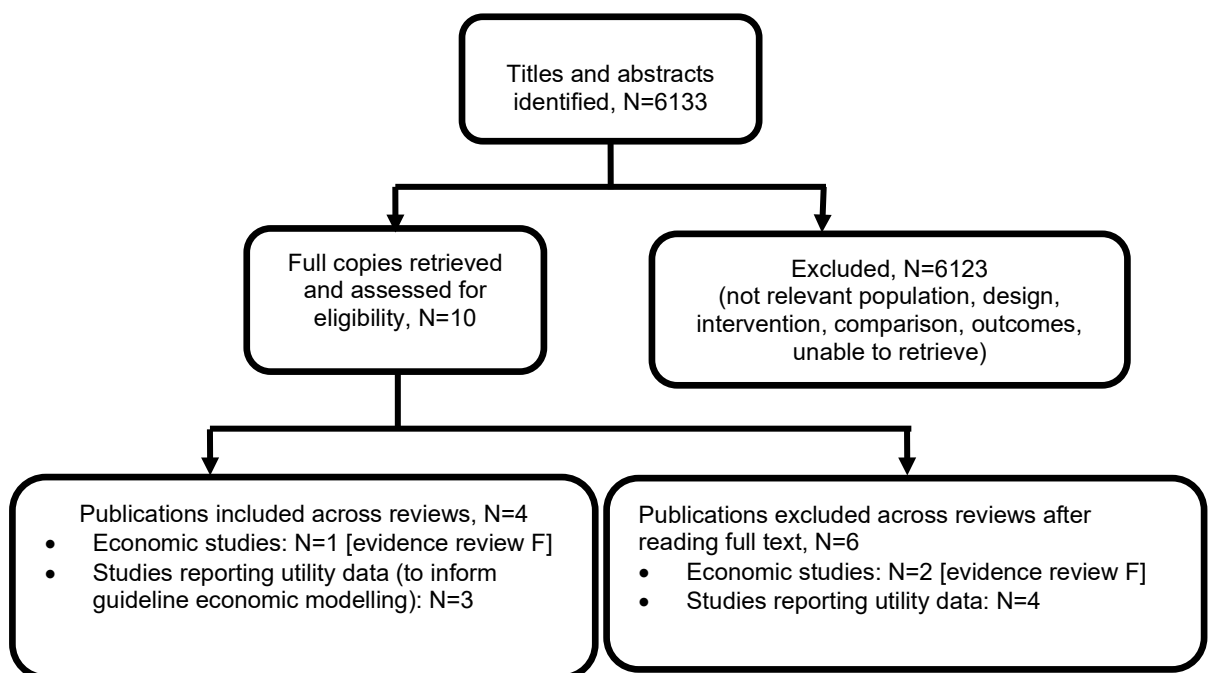 Titles and abstracts
identified, N=6133
Full copies retrieved
and assessed for
eligibility, N=10
Excluded, N=6123
(not relevant population, design,
intervention, comparison, outcomes,
unable to retrieve)
Publications included across reviews, N=4
• Economic studies: N=1 [evidence review F]
• Studies reporting utility data (to inform
guideline economic modelling): N=3
Publications excluded across reviews after
reading full text, N=6
• Economic studies: N=2 [evidence review F]
• Studies reporting utility data: N=4